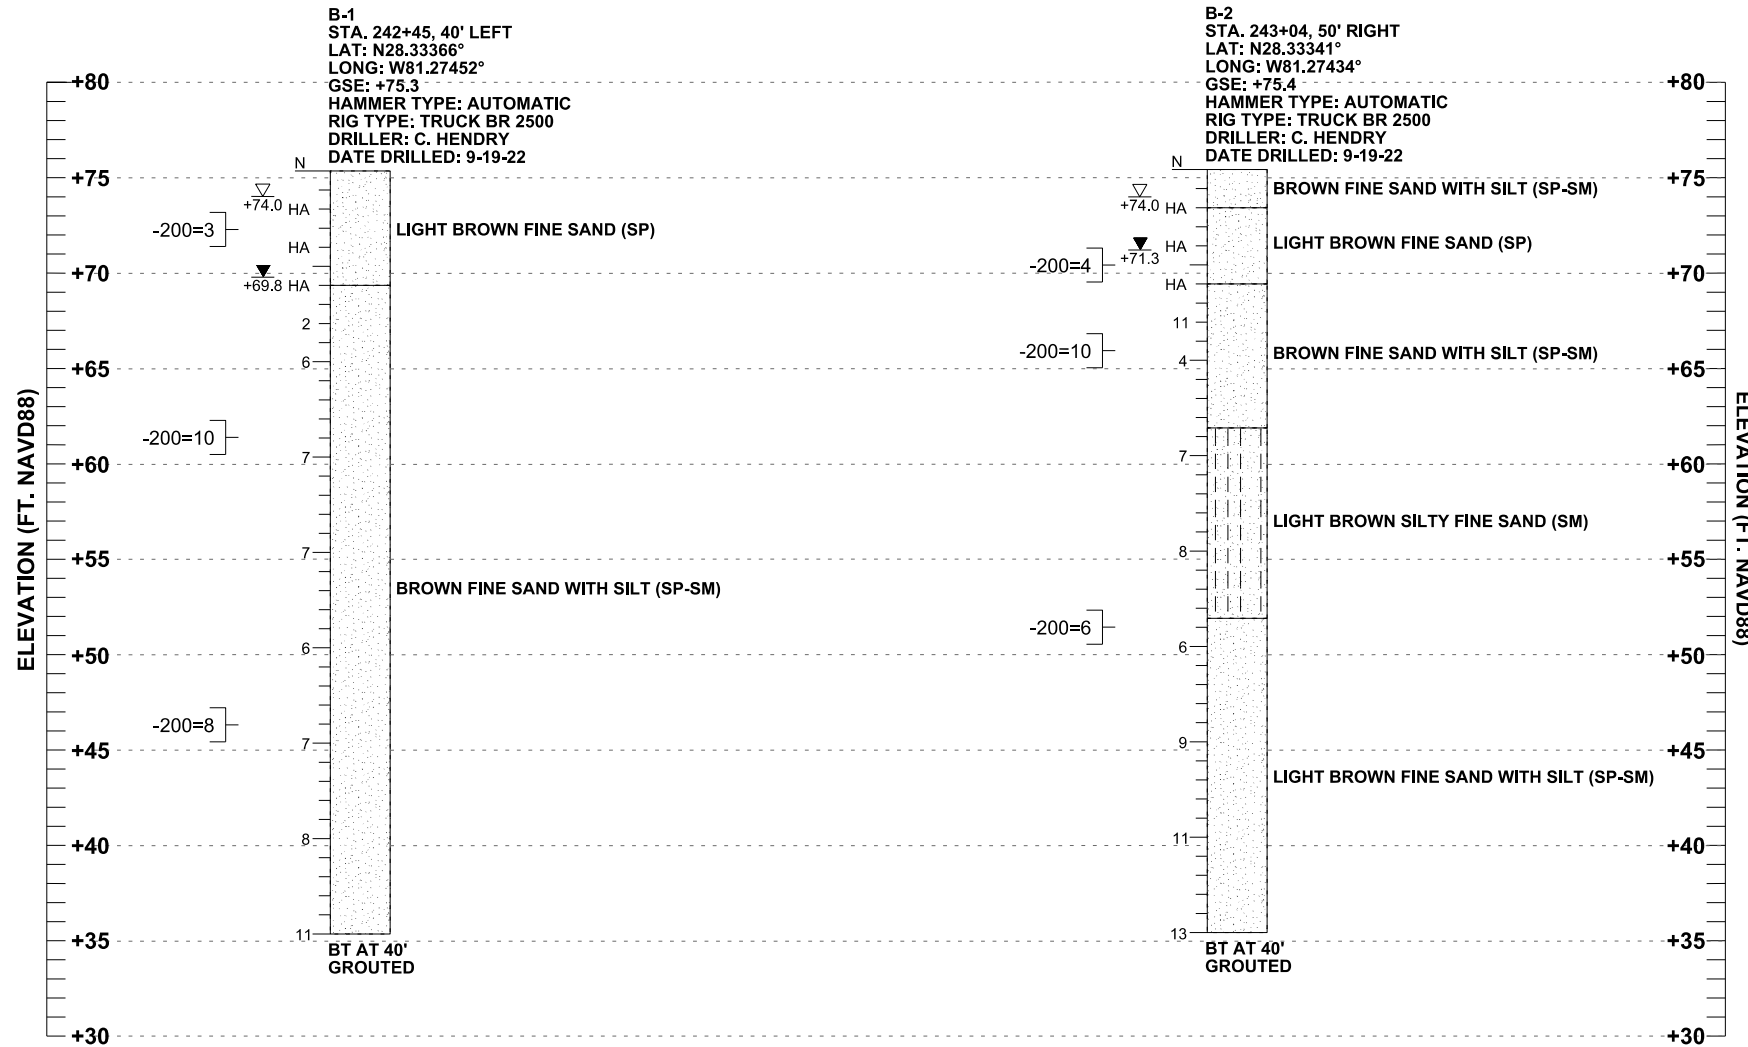 B-1
STA. 242+45, 40' LEFT
LAT: N28.33366°
LONG: W81.27452°
GSE: +75.3
HAMMER TYPE: AUTOMATIC
RIG TYPE: TRUCK BR 2500
DRILLER: C. HENDRY
DATE DRILLED: 9-19-22
B-2
STA. 243+04, 50' RIGHT
LAT: N28.33341°
LONG: W81.27434°
GSE: +75.4
HAMMER TYPE: AUTOMATIC
RIG TYPE: TRUCK BR 2500
DRILLER: C. HENDRY
DATE DRILLED: 9-19-22
ELEVATION (FT. NAVD88)
+80
+75
+70
+65
+60
+55
+50
+45
+40
+35
+30
-200=3
-200=10
-200=8
+74.0
+69.8
N
HA
HA
HA
2
6
7
7
6
7
8
11
LIGHT BROWN FINE SAND (SP)
BROWN FINE SAND WITH SILT (SP-SM)
BT AT 40'
GROUTED
-200=4
-200=10
-200=6
+74.0
+71.3
N
HA
HA
HA
11
4
7
8
6
9
11
13
BROWN FINE SAND WITH SILT (SP-SM)
LIGHT BROWN FINE SAND (SP)
BROWN FINE SAND WITH SILT (SP-SM)
LIGHT BROWN SILTY FINE SAND (SM)
LIGHT BROWN FINE SAND WITH SILT (SP-SM)
BT AT 40'
GROUTED
+80
+75
+70
+65
+60
+55
+50
+45
+40
+35
+30
ELEVATION (FT. NAVD88)